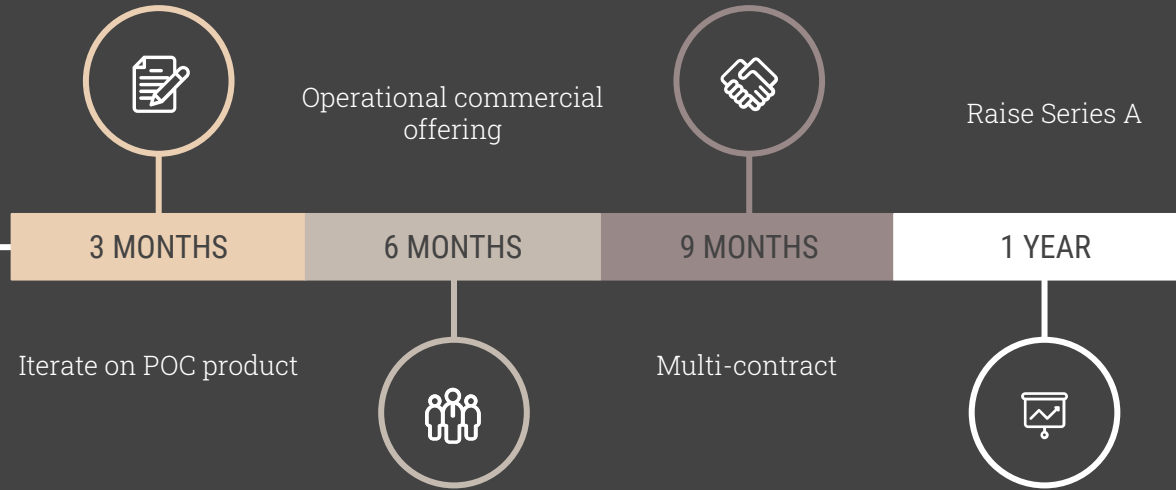 Operational commercial
offering
Raise Series A
3 MONTHS
6 MONTHS
9 MONTHS
1 YEAR
Iterate on POC product
Multi-contract